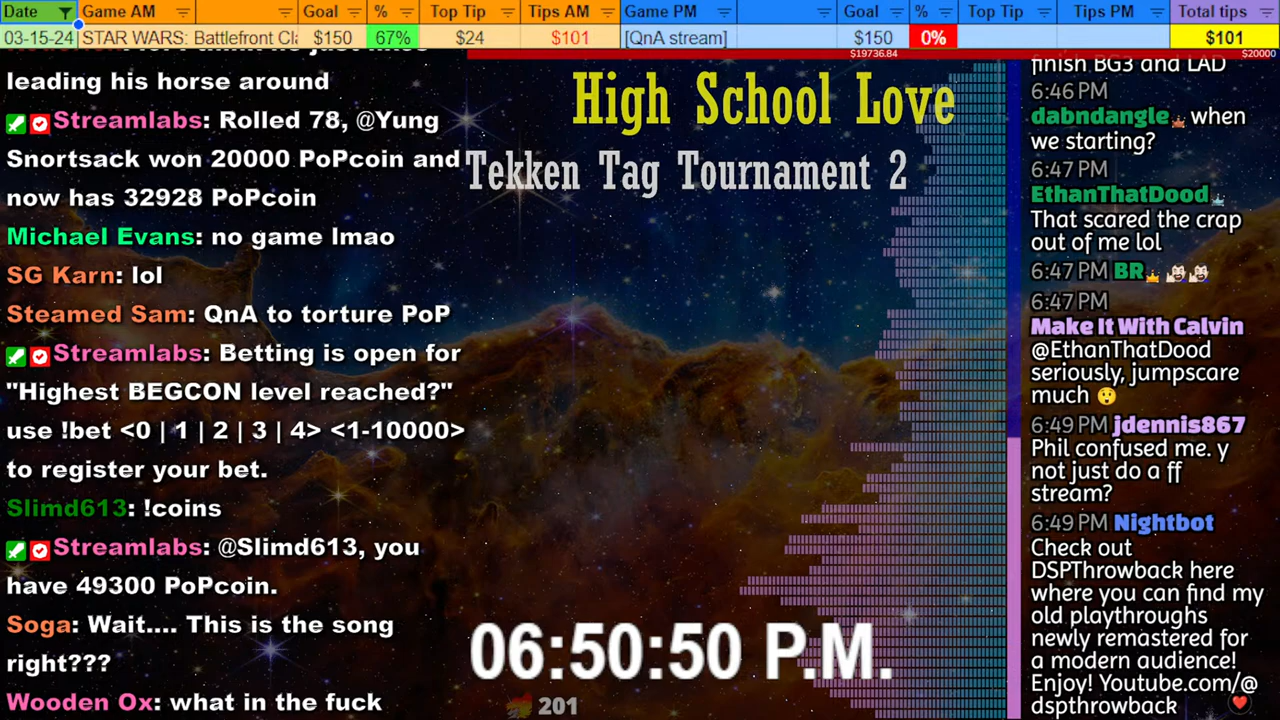 Date Game AM Goal % Top Tip Tips AM Game PM Goal % Top Tip Tips PM Total tips
03-15-24 STAR WARS: Battlefront Cl $150 67% $24 $101 [QnA stream] $150 0% $101
$19736.84 $20000
leading his horse around
Streamlabs: Rolled 78, @Yung
Snortsack won 20000 PoPcoin and
now has 32928 PoPcoin
Michael Evans: no game lmao
SG Karn: lol
Steamed Sam: QnA to torture PoP
Streamlabs: Betting is open for
"Highest BEGCON level reached?"
use !bet <0 | 1 | 2 | 3 | 4> <1-10000>
to register your bet.
Slimd613: !coins
Streamlabs: @Slimd613, you
have 49300 PoPcoin.
Soga: Wait.... This is the song
right???
Wooden Ox: what in the fuck
High School Love
Tekken Tag Tournament 2
06:50:50 P.M.
201
finish BG3 and LAD
6:46 PM
dabndangle when
we starting?
6:47 PM
EthanThatDood
That scared the crap
out of me lol
6:47 PM BR
6:47 PM
Make It With Calvin
@EthanThatDood
seriously, jumpscare
much 😲
6:49 PM jdennis867
Phil confused me. y
not just do a ff
stream?
6:49 PM Nightbot
Check out
DSPThrowback here
where you can find my
old playthroughs
newly remastered for
a modern audience!
Enjoy! Youtube.com/@
dspthrowback